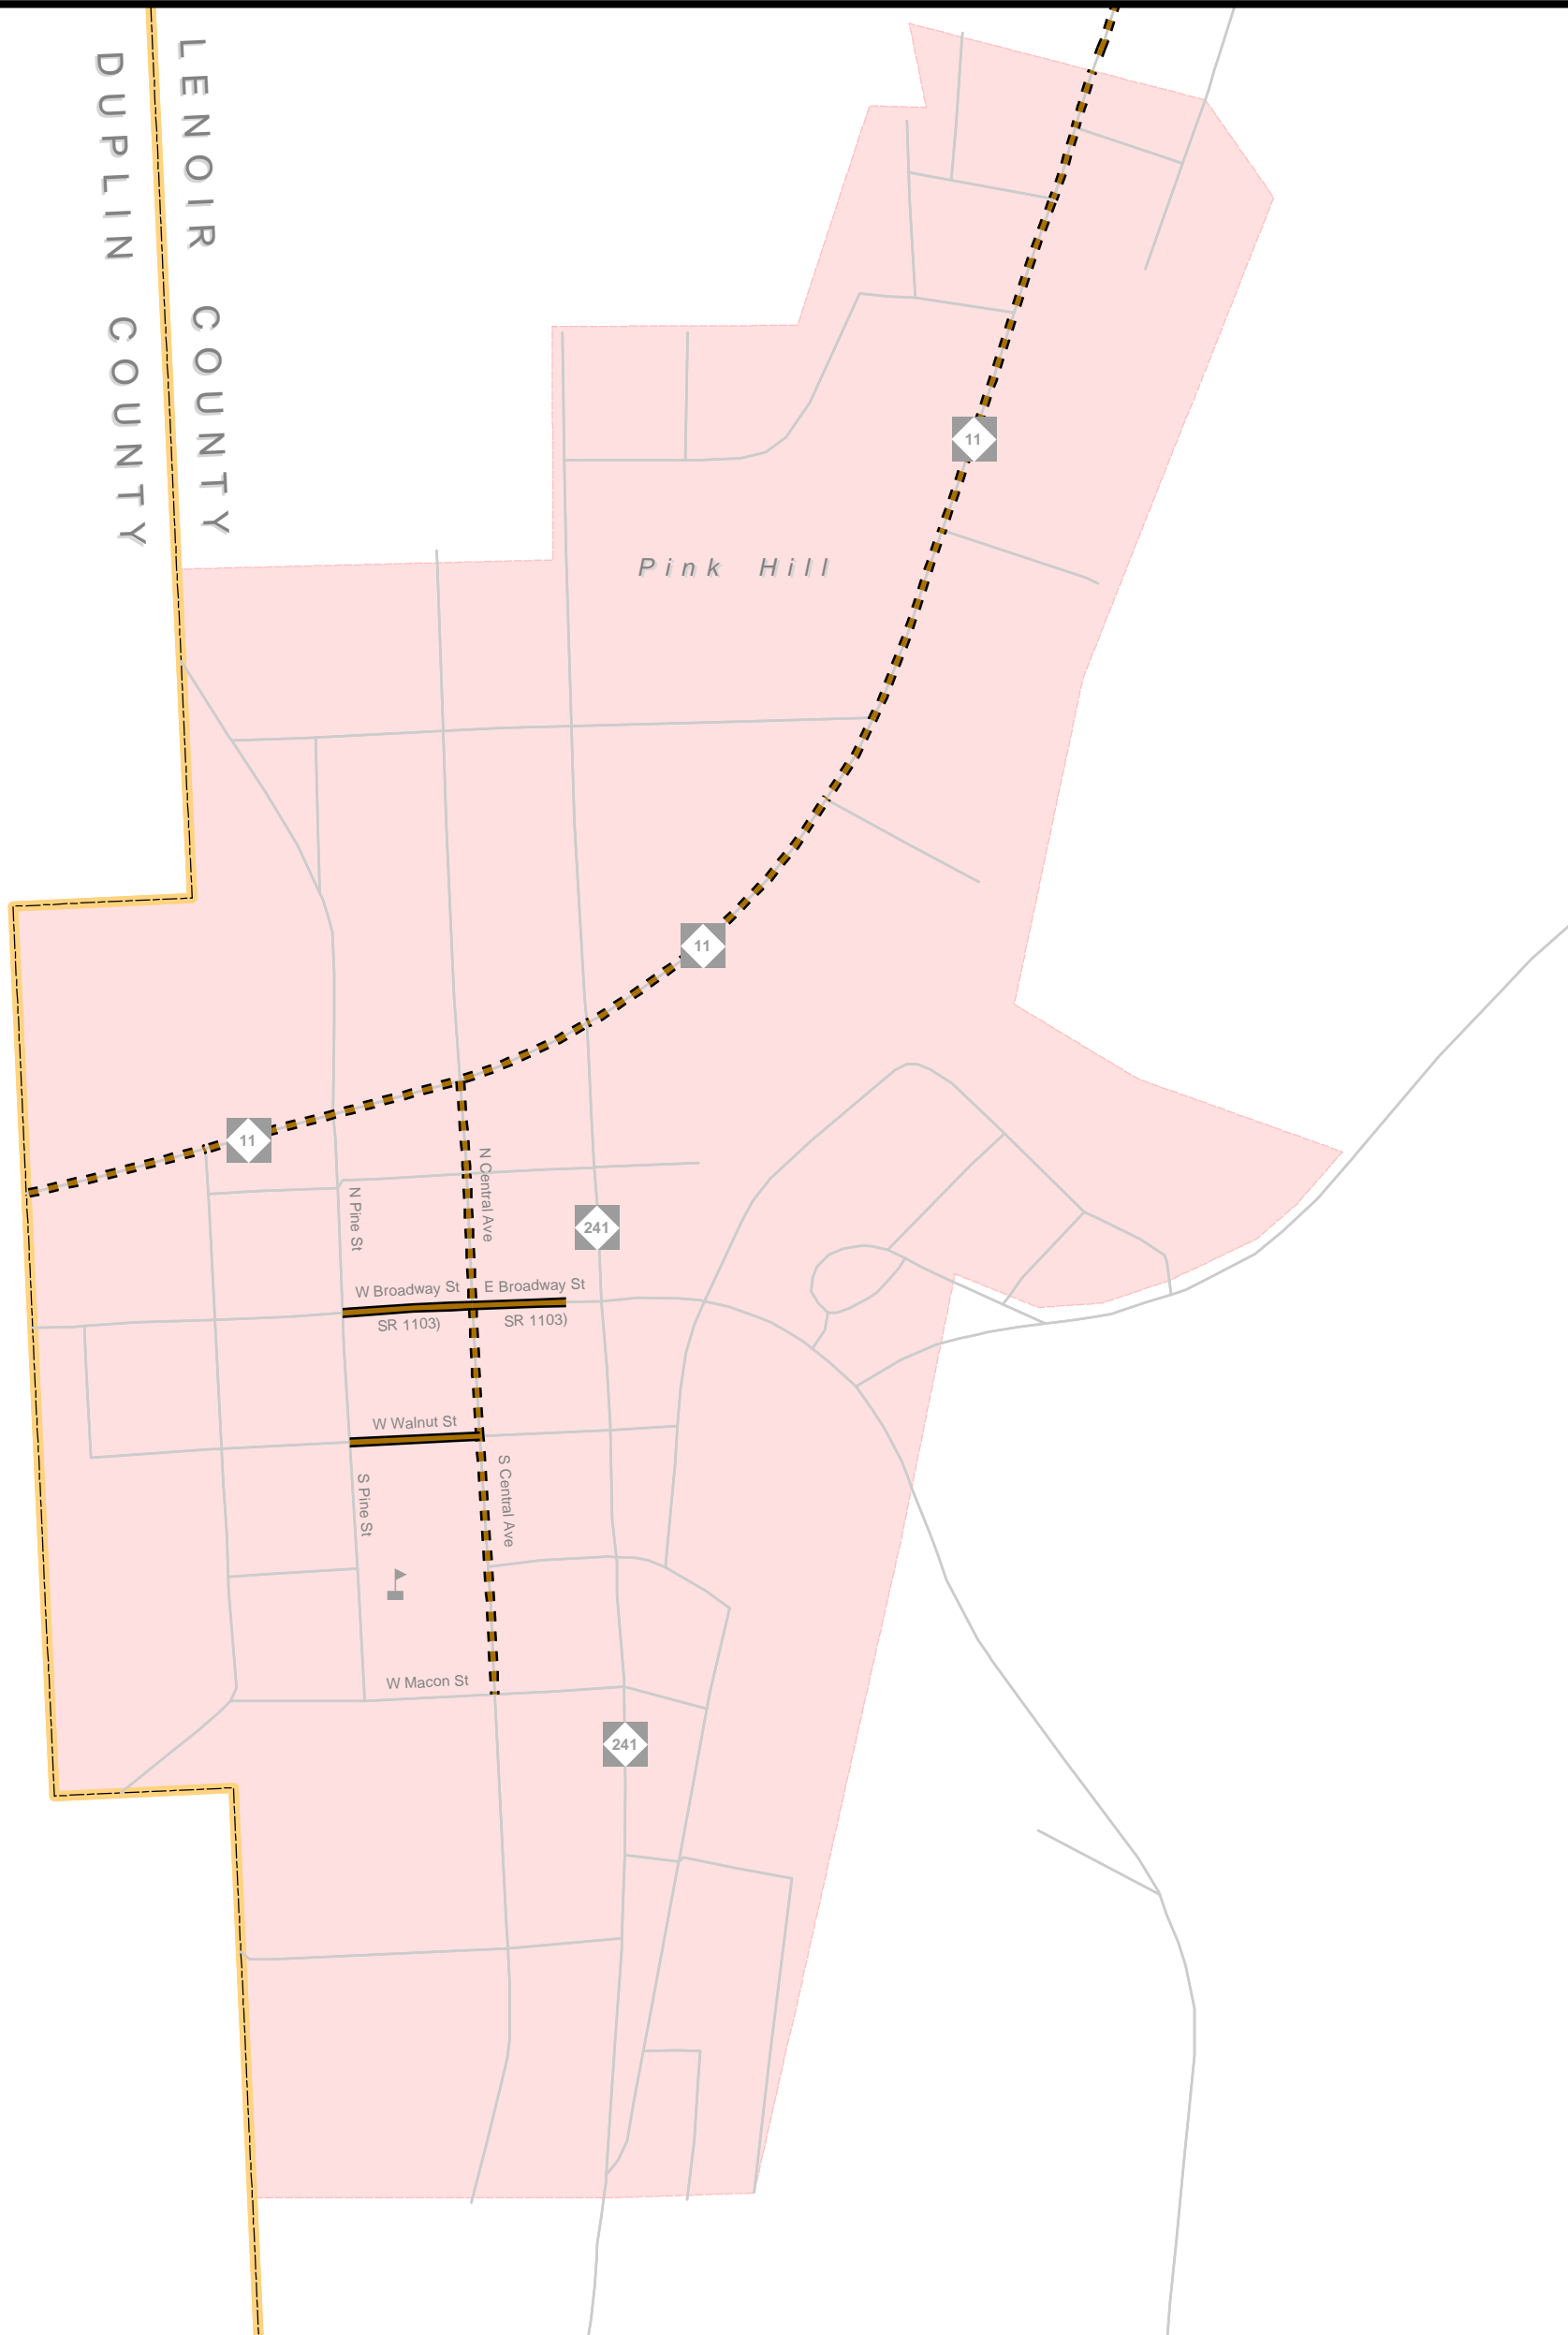 LENOIR COUNTY
DUPLIN COUNTY
11
Pink Hill
11
11
N Central Ave
N Pine St
241
W Broadway St
E Broadway St
SR 1103)
SR 1103)
W Walnut St
S Central Ave
S Pine St
W Macon St
241